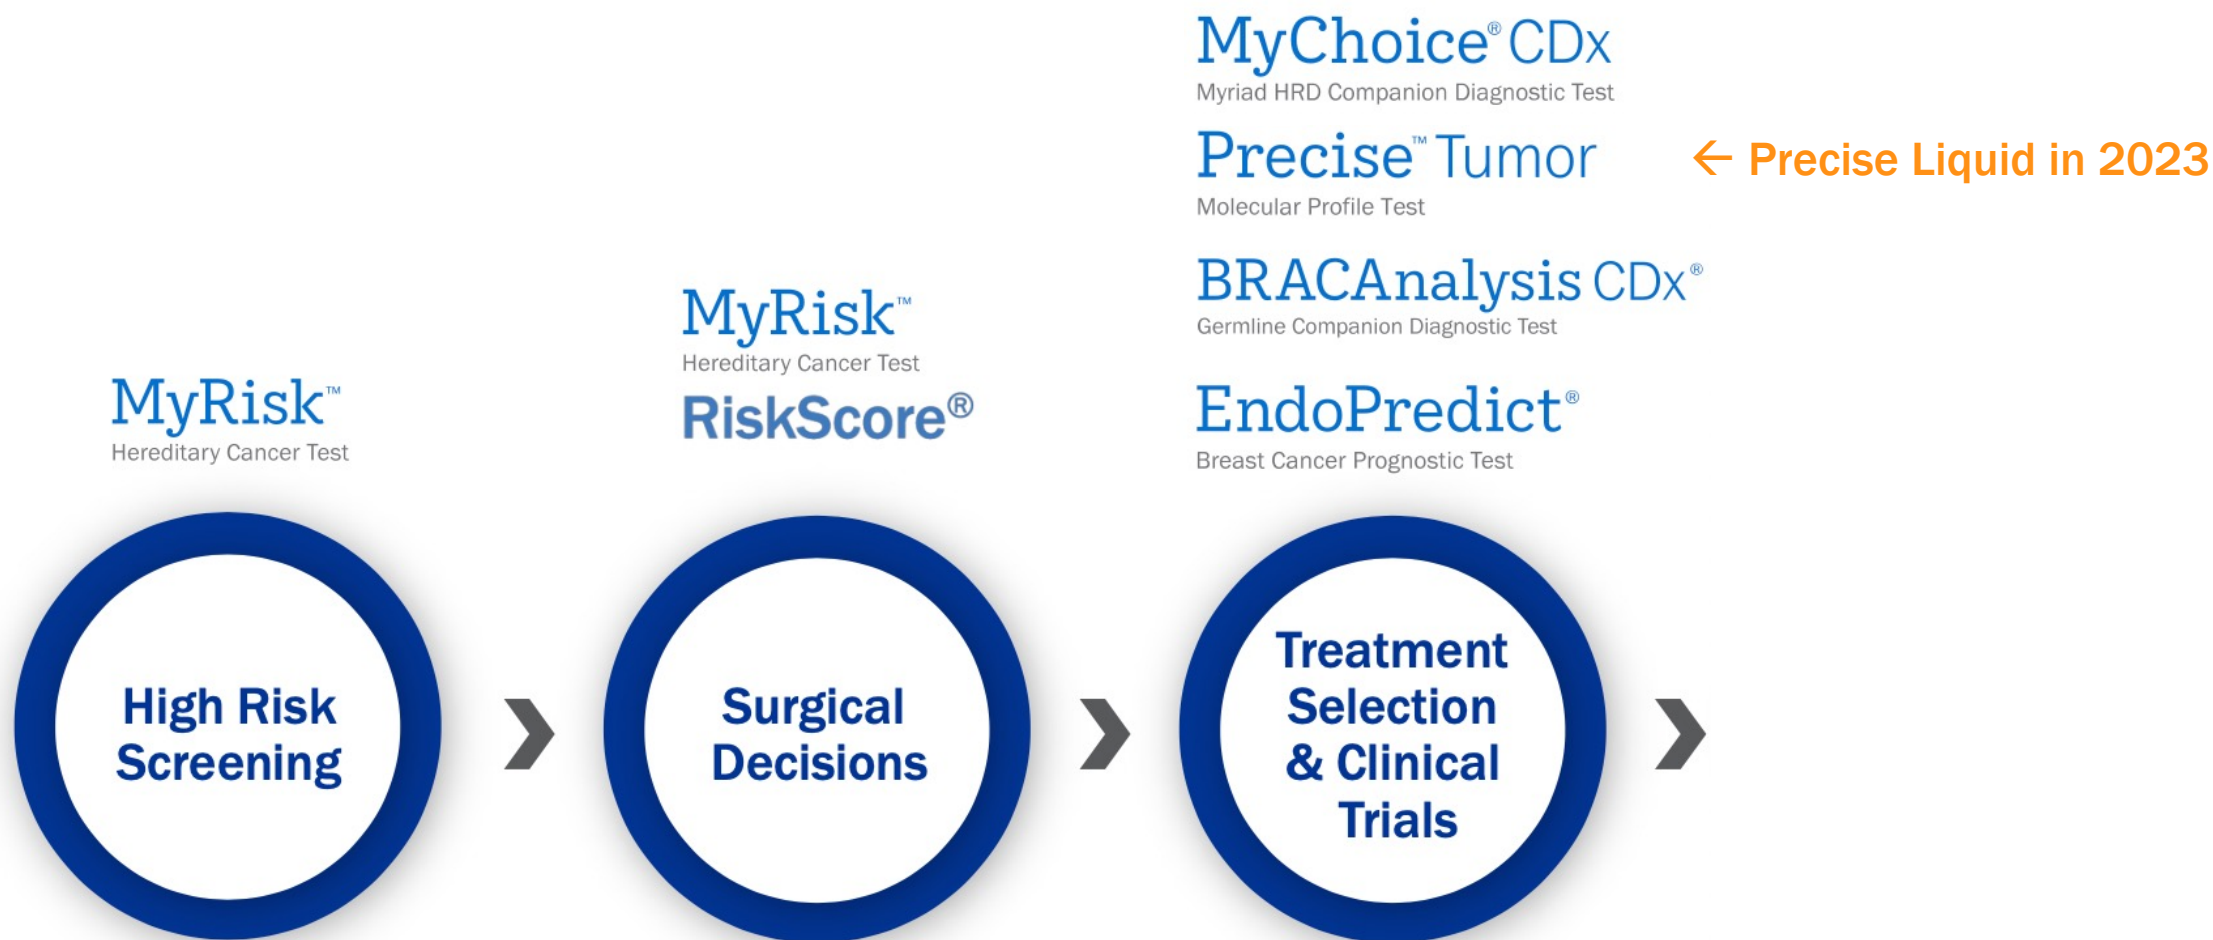 MyChoice® CDx
Myriad HRD Companion Diagnostic Test
Precise™ Tumor
← Precise Liquid in 2023
Molecular Profile Test
BRACAnalysis CDx®
Germline Companion Diagnostic Test
EndoPredict®
Breast Cancer Prognostic Test
MyRisk™
Hereditary Cancer Test
RiskScore®
MyRisk™
Hereditary Cancer Test
High Risk
Screening
Surgical
Decisions
Treatment
Selection
& Clinical
Trials